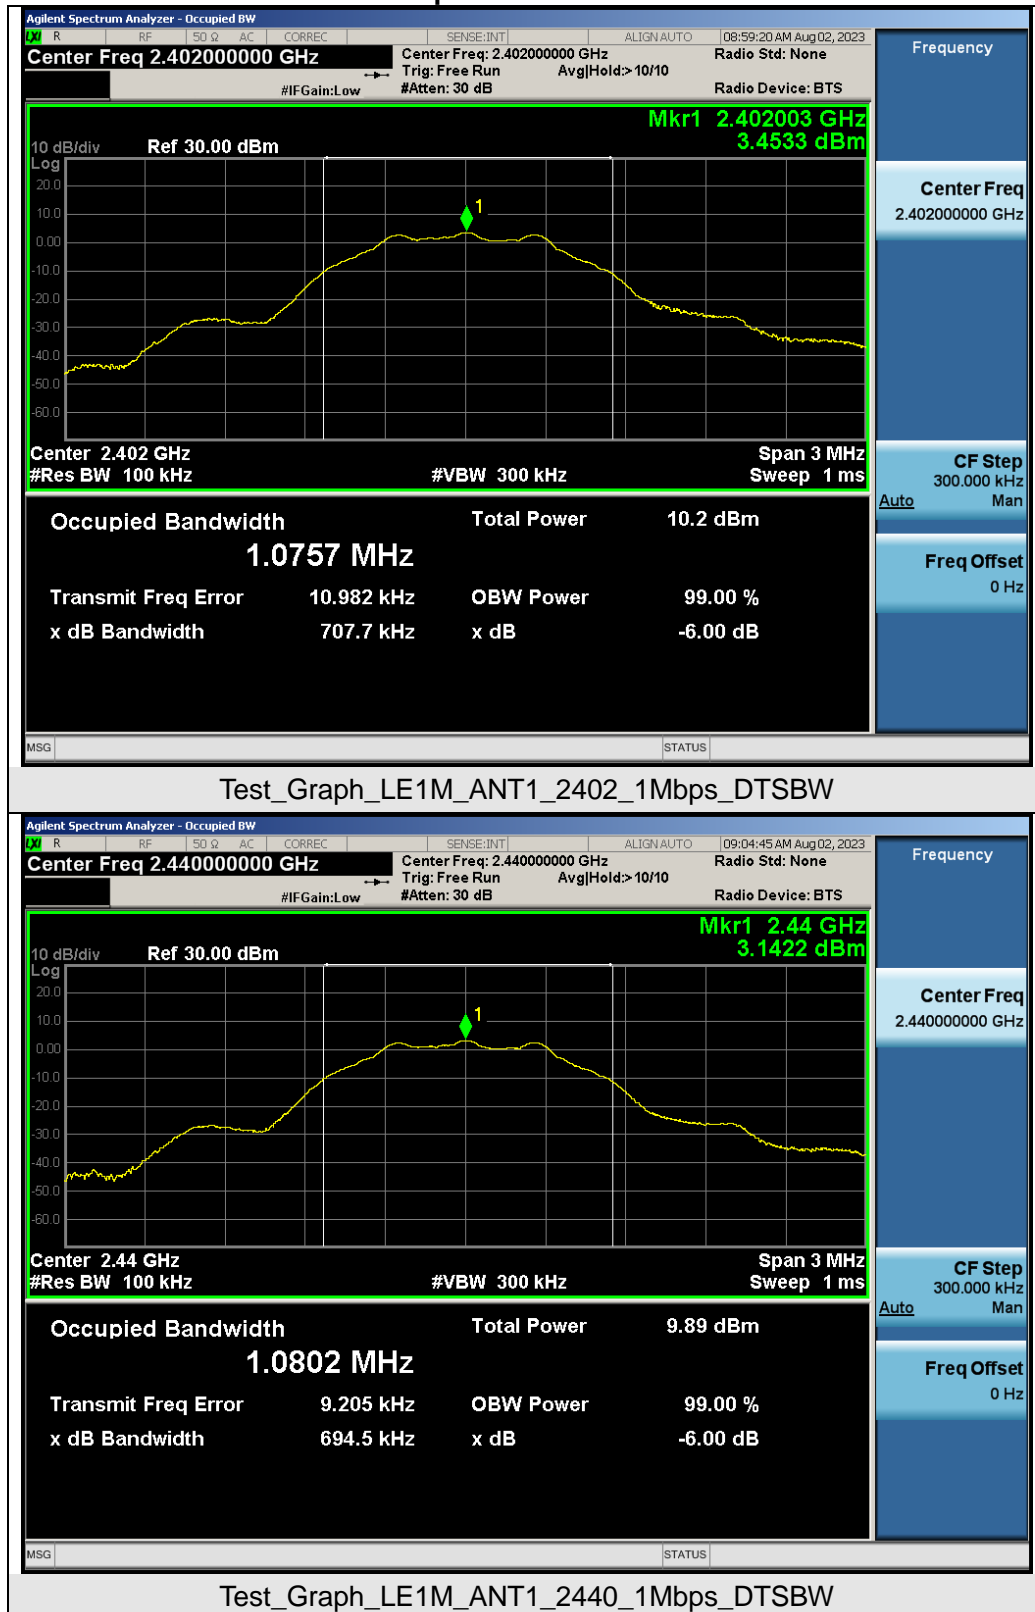 Agilent Spectrum Analyzer - Occupied BW
LXI R RF 50 Ω AC CORREC SENSE:INT ALIGN AUTO 08:59:20 AM Aug 02, 2023
Center Freq 2.402000000 GHz Center Freq: 2.402000000 GHz Radio Std: None
Trig: Free Run Avg|Hold:> 10/10
#IFGain:Low #Atten: 30 dB Radio Device: BTS
Frequency
Mkr1 2.402003 GHz
3.4533 dBm
10 dB/div Ref 30.00 dBm
Log
20.0
10.0
0.00
-10.0
-20.0
-30.0
-40.0
-50.0
-60.0
1
Center 2.402 GHz Span 3 MHz
#Res BW 100 kHz #VBW 300 kHz Sweep 1 ms
Center Freq
2.402000000 GHz
CF Step
300.000 kHz
Auto Man
Freq Offset
0 Hz
Occupied Bandwidth Total Power 10.2 dBm
1.0757 MHz
Transmit Freq Error 10.982 kHz OBW Power 99.00 %
x dB Bandwidth 707.7 kHz x dB -6.00 dB
MSG STATUS
Test_Graph_LE1M_ANT1_2402_1Mbps_DTSBW
Agilent Spectrum Analyzer - Occupied BW
LXI R RF 50 Ω AC CORREC SENSE:INT ALIGN AUTO 09:04:45 AM Aug 02, 2023
Center Freq 2.440000000 GHz Center Freq: 2.440000000 GHz Radio Std: None
Trig: Free Run Avg|Hold:> 10/10
#IFGain:Low #Atten: 30 dB Radio Device: BTS
Frequency
Mkr1 2.44 GHz
3.1422 dBm
10 dB/div Ref 30.00 dBm
Log
20.0
10.0
0.00
-10.0
-20.0
-30.0
-40.0
-50.0
-60.0
1
Center 2.44 GHz Span 3 MHz
#Res BW 100 kHz #VBW 300 kHz Sweep 1 ms
Center Freq
2.440000000 GHz
CF Step
300.000 kHz
Auto Man
Freq Offset
0 Hz
Occupied Bandwidth Total Power 9.89 dBm
1.0802 MHz
Transmit Freq Error 9.205 kHz OBW Power 99.00 %
x dB Bandwidth 694.5 kHz x dB -6.00 dB
MSG STATUS
Test_Graph_LE1M_ANT1_2440_1Mbps_DTSBW